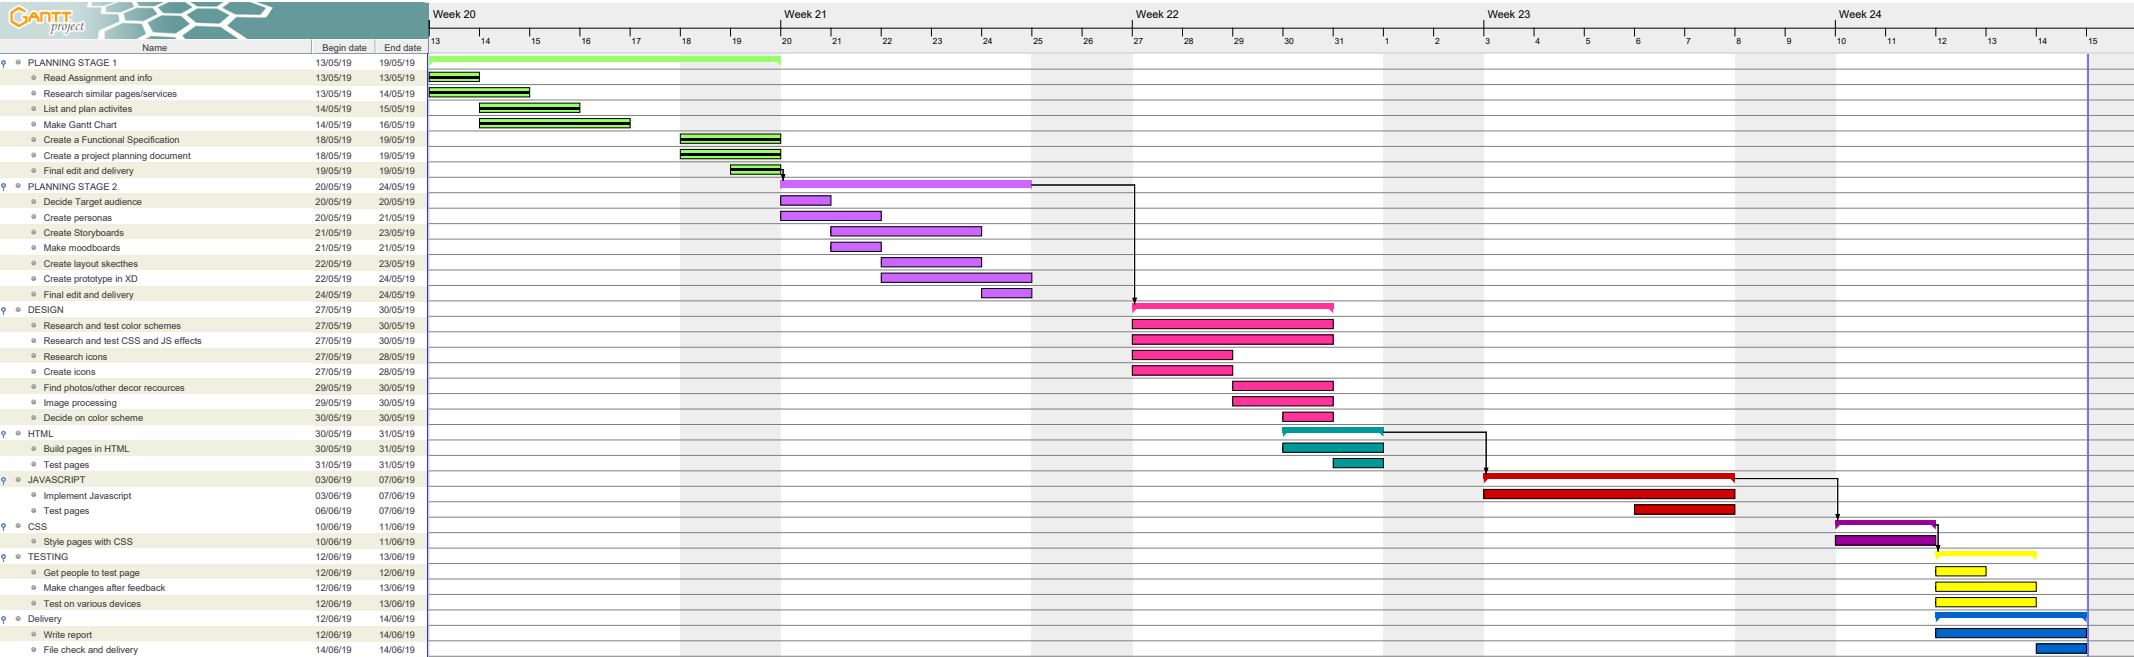 GANTT project
Week 20 Week 21 Week 22 Week 23 Week 24
13 14 15 16 17 18 19 20 21 22 23 24 25 26 27 28 29 30 31 1 2 3 4 5 6 7 8 9 10 11 12 13 14 15
Name Begin date End date
PLANNING STAGE 1 13/05/19 19/05/19
Read Assignment and info 13/05/19 13/05/19
Research similar pages/services 13/05/19 14/05/19
List and plan activites 14/05/19 15/05/19
Make Gantt Chart 14/05/19 16/05/19
Create a Functional Specification 18/05/19 19/05/19
Create a project planning document 18/05/19 19/05/19
Final edit and delivery 19/05/19 19/05/19
PLANNING STAGE 2 20/05/19 24/05/19
Decide Target audience 20/05/19 20/05/19
Create personas 20/05/19 21/05/19
Create Storyboards 21/05/19 23/05/19
Make moodboards 21/05/19 21/05/19
Create layout skecthes 22/05/19 23/05/19
Create prototype in XD 22/05/19 24/05/19
Final edit and delivery 24/05/19 24/05/19
DESIGN 27/05/19 30/05/19
Research and test color schemes 27/05/19 30/05/19
Research and test CSS and JS effects 27/05/19 30/05/19
Research icons 27/05/19 28/05/19
Create icons 27/05/19 28/05/19
Find photos/other decor recources 29/05/19 30/05/19
Image processing 29/05/19 30/05/19
Decide on color scheme 30/05/19 30/05/19
HTML 30/05/19 31/05/19
Build pages in HTML 30/05/19 31/05/19
Test pages 31/05/19 31/05/19
JAVASCRIPT 03/06/19 07/06/19
Implement Javascript 03/06/19 07/06/19
Test pages 06/06/19 07/06/19
CSS 10/06/19 11/06/19
Style pages with CSS 10/06/19 11/06/19
TESTING 12/06/19 13/06/19
Get people to test page 12/06/19 12/06/19
Make changes after feedback 12/06/19 13/06/19
Test on various devices 12/06/19 13/06/19
Delivery 12/06/19 14/06/19
Write report 12/06/19 14/06/19
File check and delivery 14/06/19 14/06/19